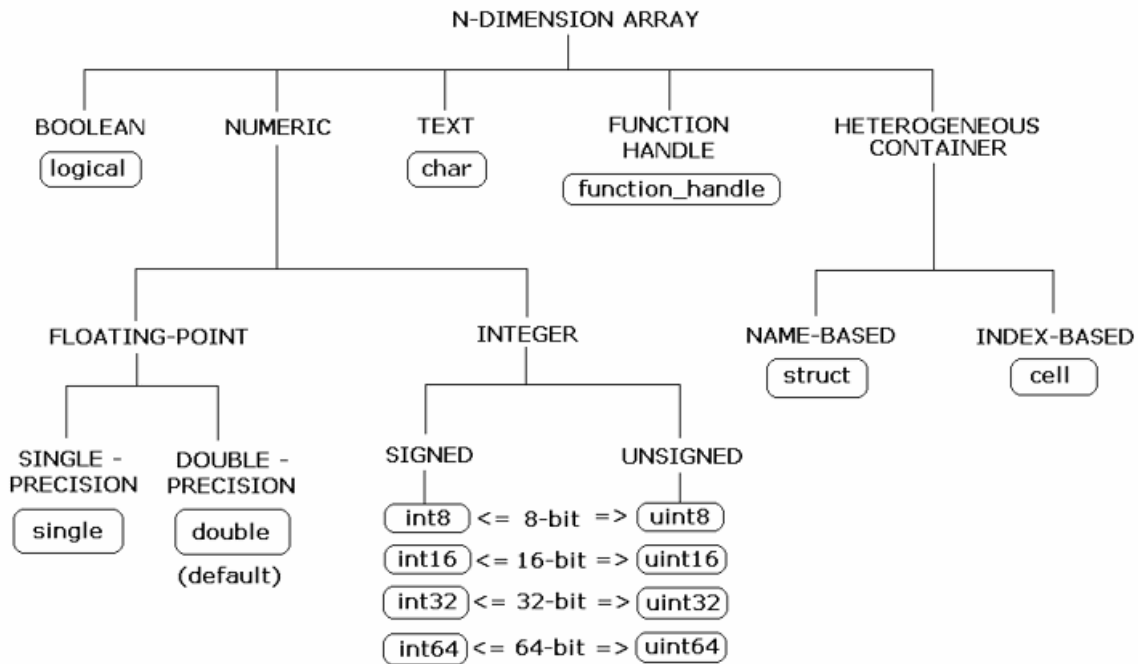 N-DIMENSION ARRAY
BOOLEAN NUMERIC TEXT FUNCTION HETEROGENEOUS
HANDLE CONTAINER
logical char function_handle
FLOATING-POINT INTEGER NAME-BASED INDEX-BASED
struct cell
SINGLE - DOUBLE - SIGNED UNSIGNED
PRECISION PRECISION
int8 <= 8-bit => uint8
single double int16 <= 16-bit => uint16
(default) int32 <= 32-bit => uint32
int64 <= 64-bit => uint64